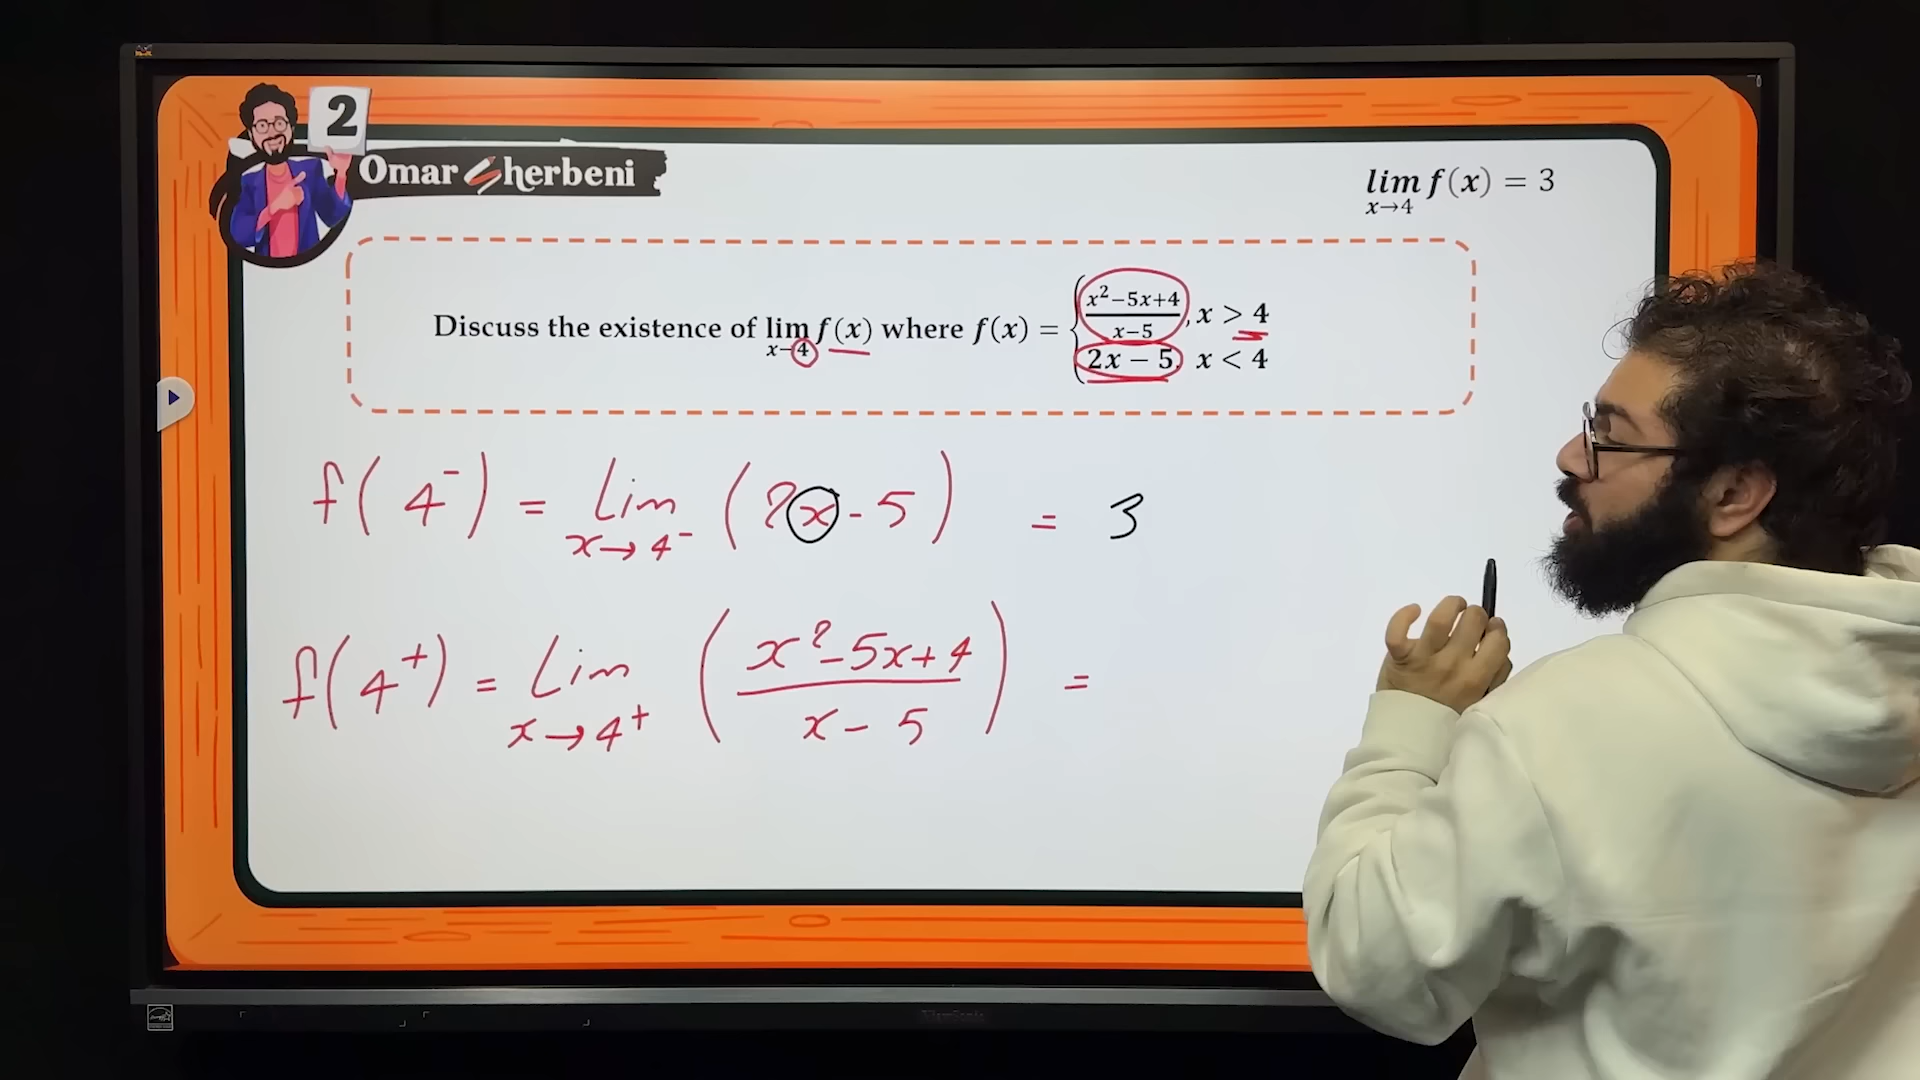 2
Omar Sherbeni
lim f(x) = 3
x→4
Discuss the existence of lim f(x) where f(x) = { x²−5x+4 / x−5 , x > 4
x→4
2x − 5, x < 4
f(4⁻) = Lim (2x - 5) = 3
x→4⁻
f(4⁺) = Lim (x²-5x+4 / x-5) =
x→4⁺
ViewSonic